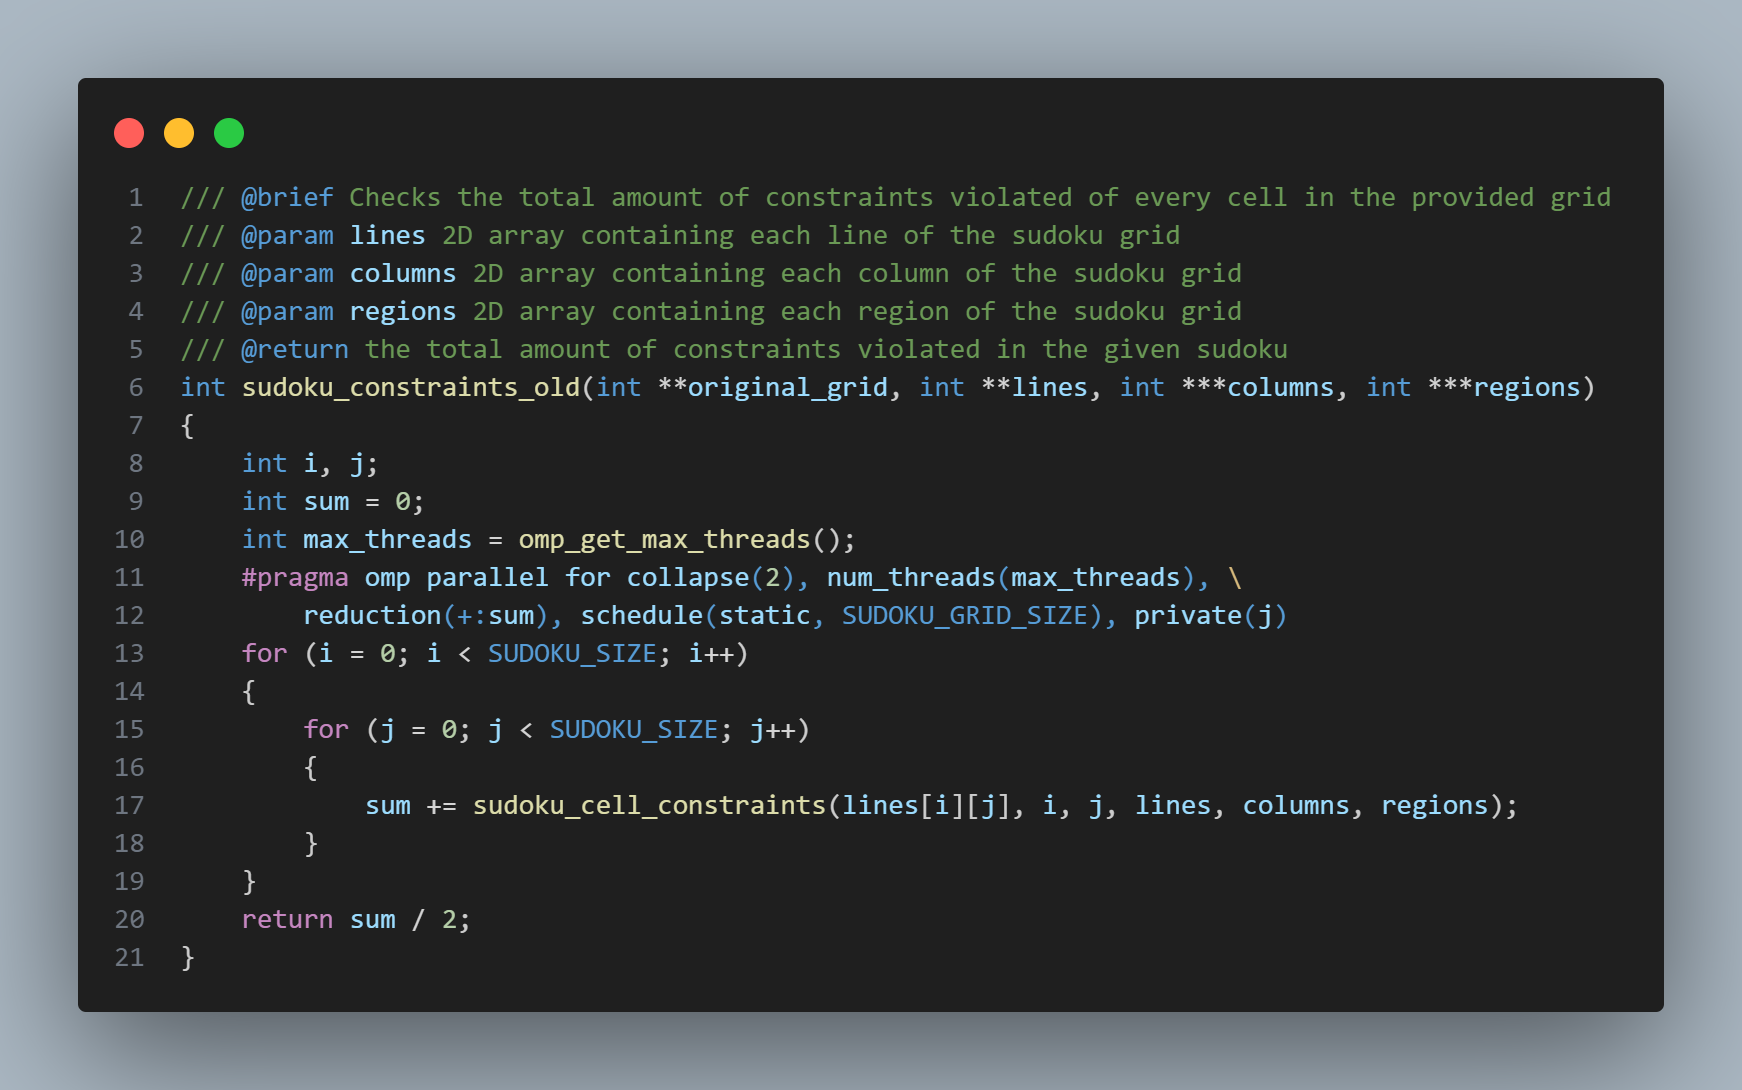 1 /// @brief Checks the total amount of constraints violated of every cell in the provided grid
2 /// @param lines 2D array containing each line of the sudoku grid
3 /// @param columns 2D array containing each column of the sudoku grid
4 /// @param regions 2D array containing each region of the sudoku grid
5 /// @return the total amount of constraints violated in the given sudoku
6 int sudoku_constraints_old(int **original_grid, int **lines, int ***columns, int ***regions)
7 {
8     int i, j;
9     int sum = 0;
10     int max_threads = omp_get_max_threads();
11     #pragma omp parallel for collapse(2), num_threads(max_threads), \
12         reduction(+:sum), schedule(static, SUDOKU_GRID_SIZE), private(j)
13     for (i = 0; i < SUDOKU_SIZE; i++)
14     {
15         for (j = 0; j < SUDOKU_SIZE; j++)
16         {
17             sum += sudoku_cell_constraints(lines[i][j], i, j, lines, columns, regions);
18         }
19     }
20     return sum / 2;
21 }